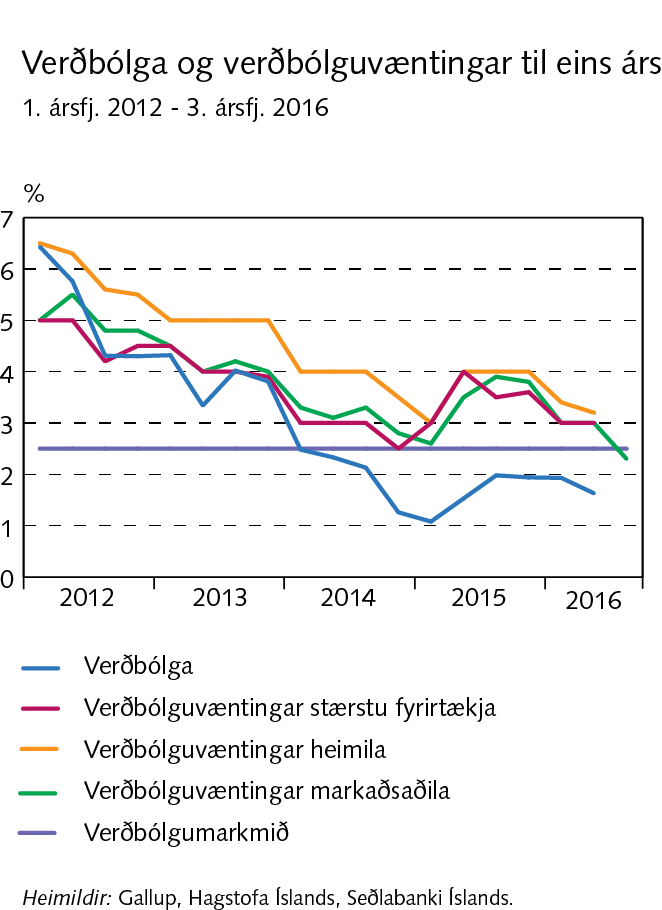 Verðbólga og verðbólguvæntingar til eins árs
1. ársfj. 2012 - 3. ársfj. 2016
%
7
6
5
4
3
2
1
0
2012 2013 2014 2015 2016
Verðbólga
Verðbólguvæntingar stærstu fyrirtækja
Verðbólguvæntingar heimila
Verðbólguvæntingar markaðsaðila
Verðbólgumarkmið
Heimildir: Gallup, Hagstofa Íslands, Seðlabanki Íslands.